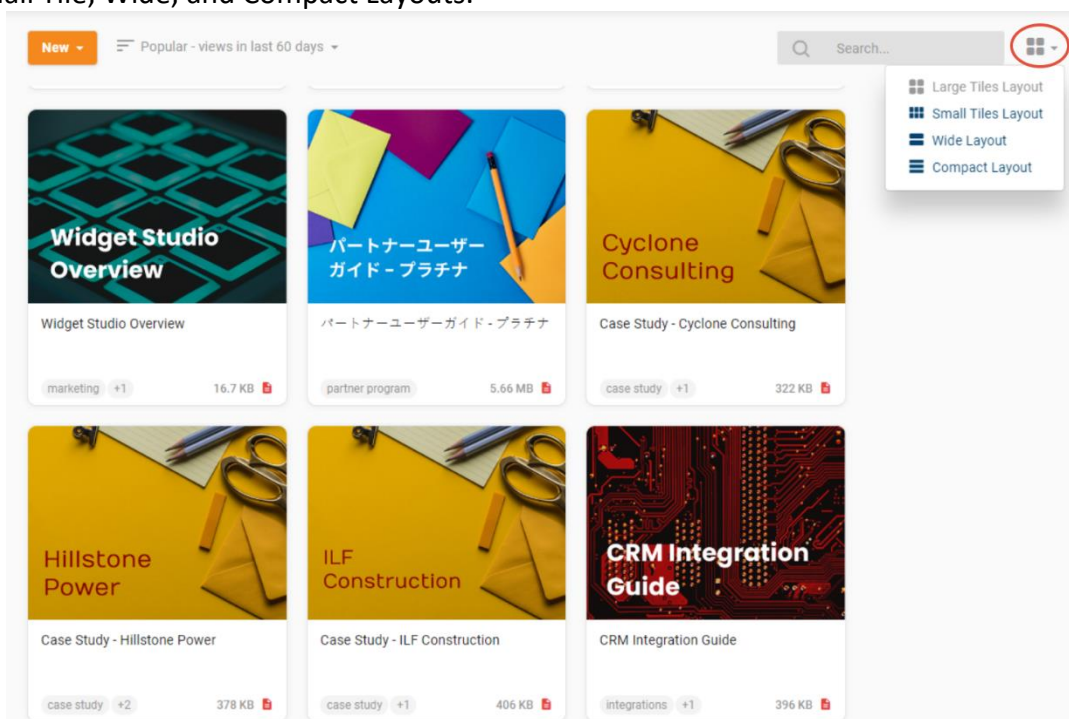 all Tile, Wide, and Compact Layouts.
New
Popular - views in last 60 days
Search...
Large Tiles Layout
Small Tiles Layout
Wide Layout
Compact Layout
Widget Studio
Overview
パートナーユーザー
ガイド – プラチナ
Cyclone
Consulting
Widget Studio Overview
パートナーユーザーガイド - プラチナ
Case Study - Cyclone Consulting
marketing +1 16.7 KB
partner program 5.66 MB
case study +1 322 KB
Hillstone
Power
ILF
Construction
CRM Integration
Guide
Case Study - Hillstone Power
Case Study - ILF Construction
CRM Integration Guide
case study +2 378 KB
case study +1 406 KB
integrations +1 396 KB